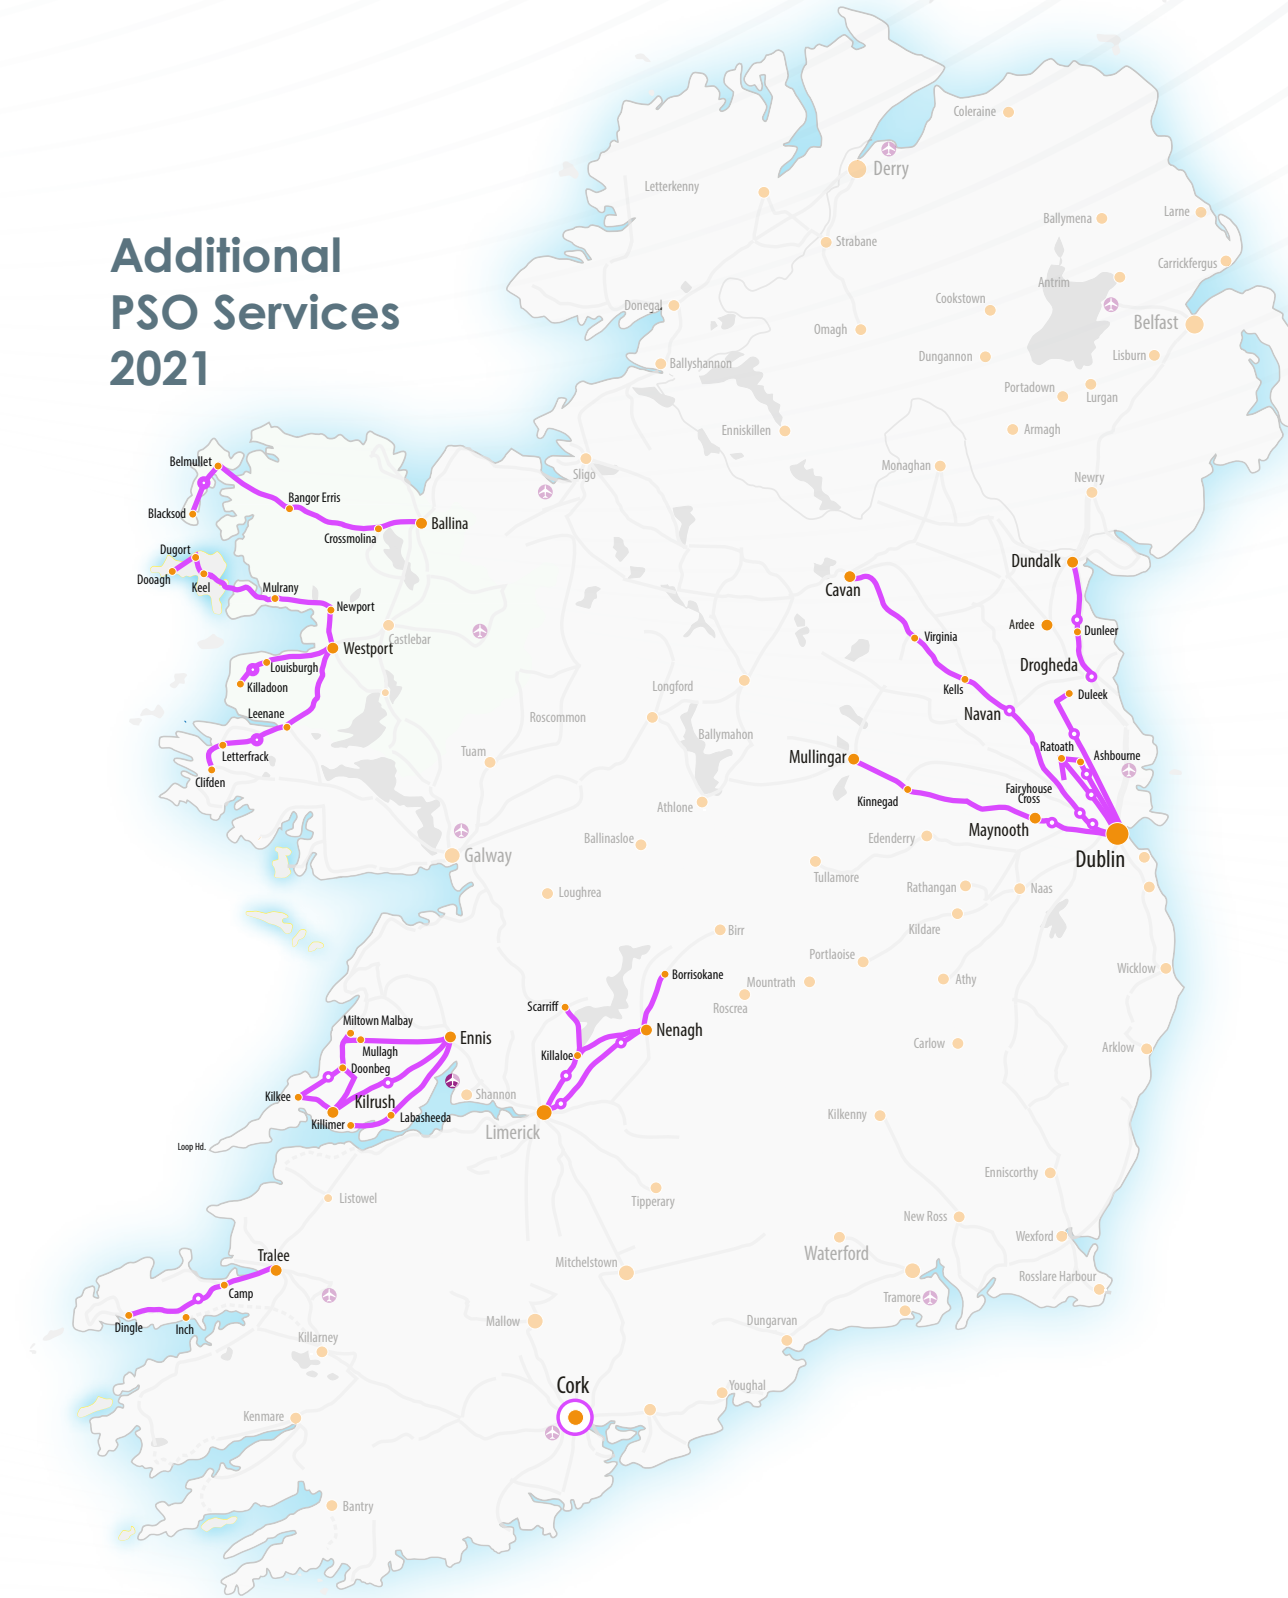 Additional
PSO Services
2021
Coleraine
Derry
Letterkenny
Ballymena
Larne
Strabane
Carrickfergus
Antrim
Donegal
Cookstown
Omagh
Belfast
Dungannon
Lisburn
Ballyshannon
Portadown
Lurgan
Enniskillen
Armagh
Belmullet
Sligo
Monaghan
Newry
Bangor Erris
Blacksod
Ballina
Crossmolina
Dugort
Dooagh
Keel
Mulrany
Newport
Castlebar
Westport
Louisburgh
Killadoon
Leenane
Letterfrack
Clifden
Dundalk
Cavan
Ardee
Dunleer
Virginia
Drogheda
Kells
Duleek
Longford
Navan
Roscommon
Ballymahon
Ratoath
Ashbourne
Tuam
Mullingar
Fairyhouse
Cross
Kinnegad
Athlone
Maynooth
Ballinasloe
Edenderry
Galway
Dublin
Tullamore
Loughrea
Rathangan
Naas
Kildare
Birr
Portlaoise
Wicklow
Borrisokane
Mountrath
Athy
Roscrea
Scarriff
Miltown Malbay
Ennis
Nenagh
Mullagh
Killaloe
Carlow
Arklow
Doonbeg
Kilkee
Kilrush
Shannon
Labasheeda
Killimer
Limerick
Kilkenny
Loop Hd.
Enniscorthy
Listowel
Tipperary
New Ross
Wexford
Waterford
Tralee
Mitchelstown
Rosslare Harbour
Camp
Tramore
Dingle
Inch
Mallow
Dungarvan
Killarney
Cork
Youghal
Kenmare
Bantry